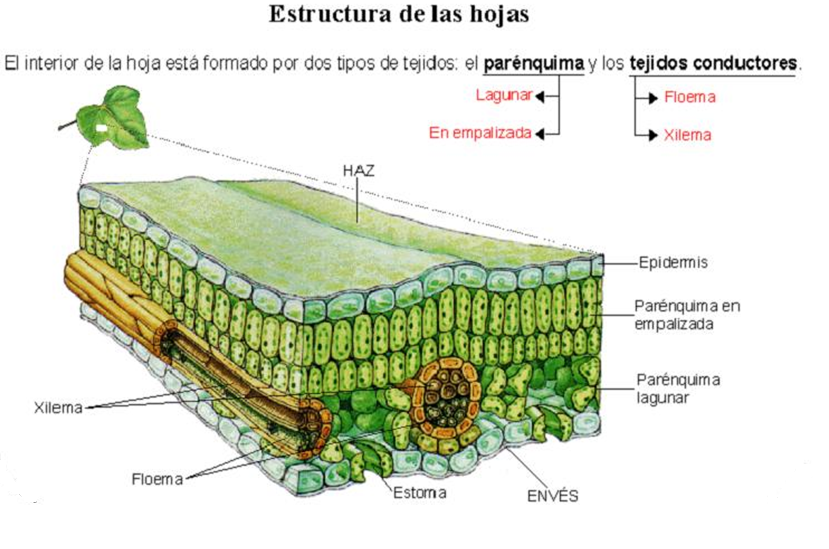 Estructura de las hojas
El interior de la hoja está formado por dos tipos de tejidos: el parénquima y los tejidos conductores.
Lagunar
Floema
En empalizada
Xilema
HAZ
Epidermis
Parénquima en
empalizada
Parénquima
lagunar
Xilema
Floema
Estoma
ENVÉS